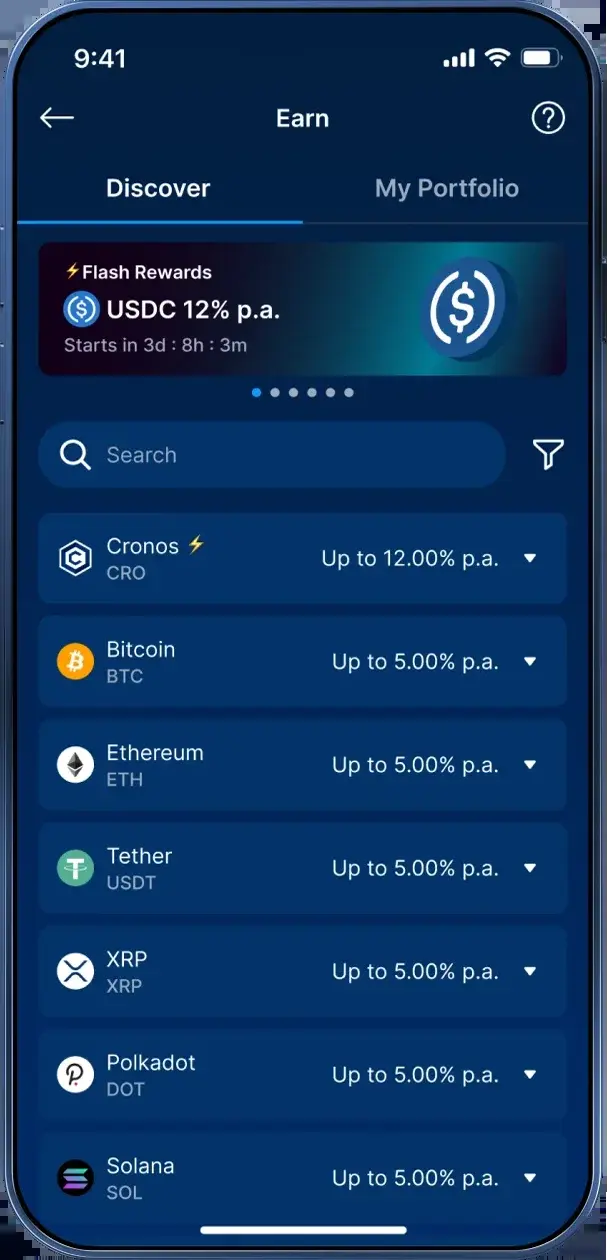 9:41
Earn
Discover
My Portfolio
⚡Flash Rewards
USDC 12% p.a.
Starts in 3d : 8h : 3m
Search
Cronos ⚡
CRO
Up to 12.00% p.a.
Bitcoin
BTC
Up to 5.00% p.a.
Ethereum
ETH
Up to 5.00% p.a.
Tether
USDT
Up to 5.00% p.a.
XRP
XRP
Up to 5.00% p.a.
Polkadot
DOT
Up to 5.00% p.a.
Solana
SOL
Up to 5.00% p.a.